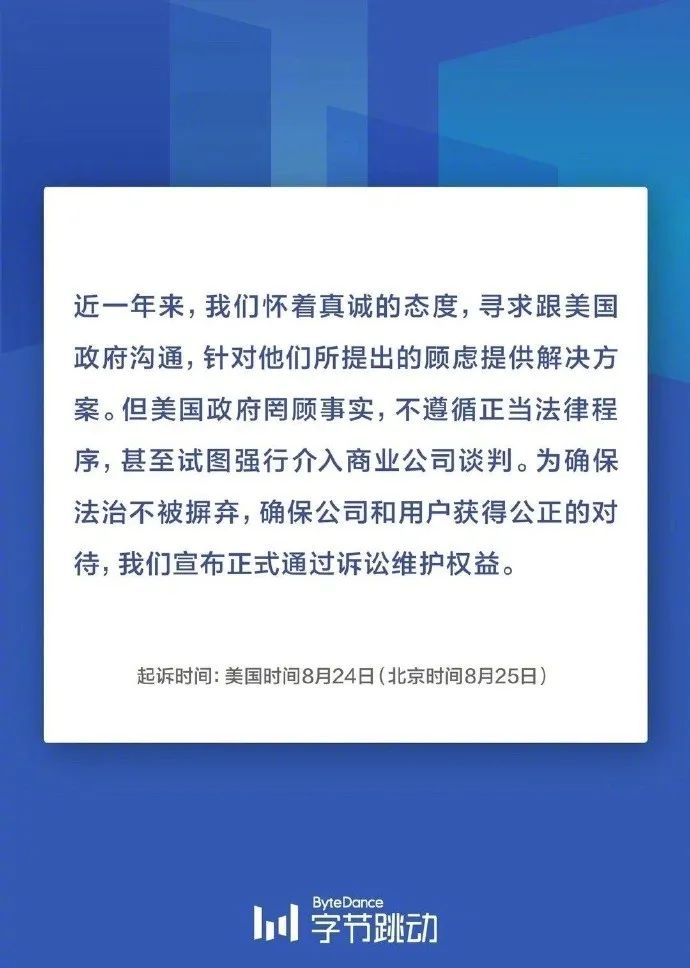 近一年来，我们怀着真诚的态度，寻求跟美国
政府沟通，针对他们所提出的顾虑提供解决方
案。但美国政府罔顾事实，不遵循正当法律程
序，甚至试图强行介入商业公司谈判。为确保
法治不被摒弃，确保公司和用户获得公正的对
待，我们宣布正式通过诉讼维护权益。
起诉时间：美国时间8月24日（北京时间8月25日）
ByteDance
字节跳动